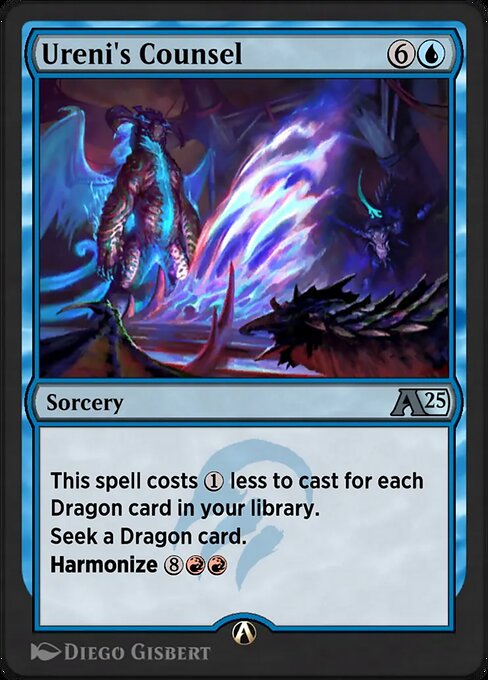 Ureni's Counsel 6
Sorcery A25
This spell costs 1 less to cast for each
Dragon card in your library.
Seek a Dragon card.
Harmonize 8
DIEGO GISBERT